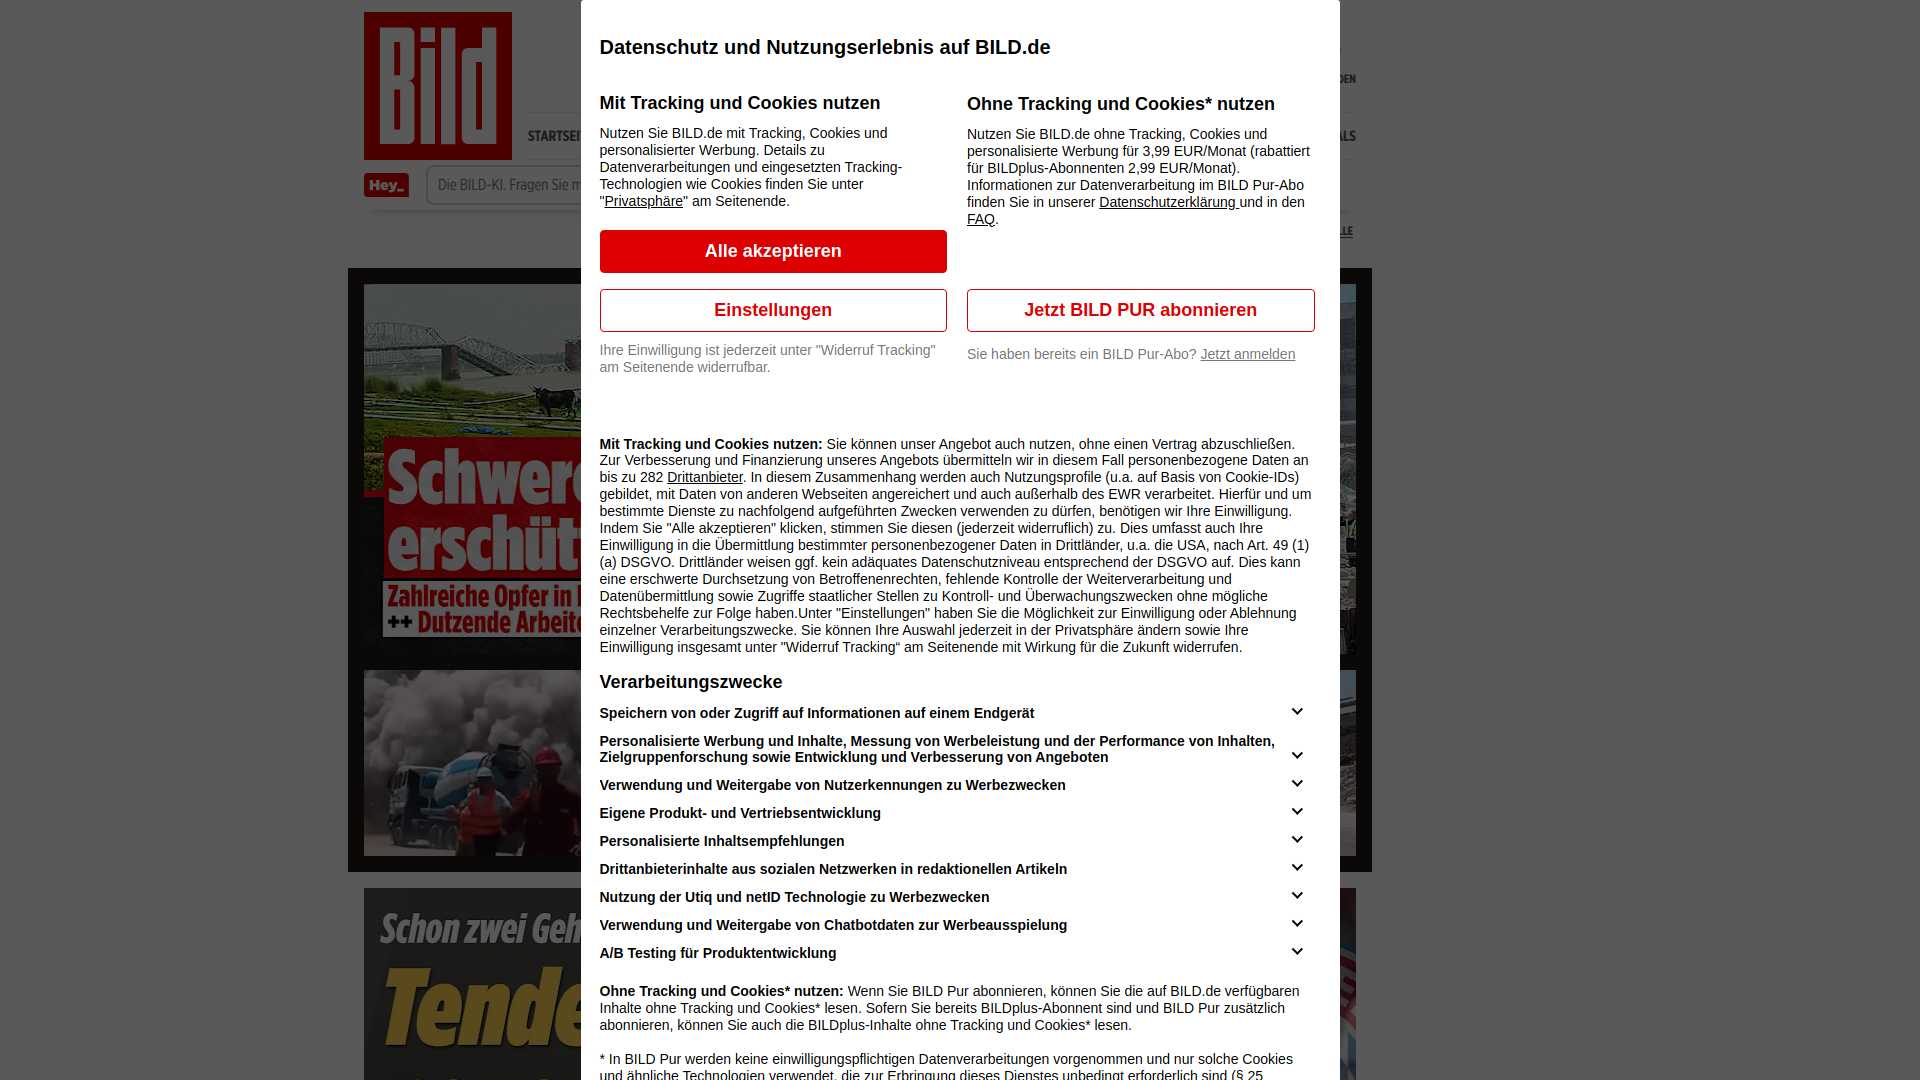 Bild
Datenschutz und Nutzungserlebnis auf BILD.de
Mit Tracking und Cookies nutzen
Nutzen Sie BILD.de mit Tracking, Cookies und
personalisierter Werbung. Details zu
Datenverarbeitungen und eingesetzten Tracking-
Technologien wie Cookies finden Sie unter
"Privatsphäre" am Seitenende.
Alle akzeptieren
Einstellungen
Ihre Einwilligung ist jederzeit unter "Widerruf Tracking"
am Seitenende widerrufbar.
Ohne Tracking und Cookies* nutzen
Nutzen Sie BILD.de ohne Tracking, Cookies und
personalisierte Werbung für 3,99 EUR/Monat (rabattiert
für BILDplus-Abonnenten 2,99 EUR/Monat).
Informationen zur Datenverarbeitung im BILD Pur-Abo
finden Sie in unserer Datenschutzerklärung und in den
FAQ.
Jetzt BILD PUR abonnieren
Sie haben bereits ein BILD Pur-Abo? Jetzt anmelden
Mit Tracking und Cookies nutzen: Sie können unser Angebot auch nutzen, ohne einen Vertrag abzuschließen.
Zur Verbesserung und Finanzierung unseres Angebots übermitteln wir in diesem Fall personenbezogene Daten an
bis zu 282 Drittanbieter. In diesem Zusammenhang werden auch Nutzungsprofile (u.a. auf Basis von Cookie-IDs)
gebildet, mit Daten von anderen Webseiten angereichert und auch außerhalb des EWR verarbeitet. Hierfür und um
bestimmte Dienste zu nachfolgend aufgeführten Zwecken verwenden zu dürfen, benötigen wir Ihre Einwilligung.
Indem Sie "Alle akzeptieren" klicken, stimmen Sie diesen (jederzeit widerruflich) zu. Dies umfasst auch Ihre
Einwilligung in die Übermittlung bestimmter personenbezogener Daten in Drittländer, u.a. die USA, nach Art. 49 (1)
(a) DSGVO. Drittländer weisen ggf. kein adäquates Datenschutzniveau entsprechend der DSGVO auf. Dies kann
eine erschwerte Durchsetzung von Betroffenenrechten, fehlende Kontrolle der Weiterverarbeitung und
Datenübermittlung sowie Zugriffe staatlicher Stellen zu Kontroll- und Überwachungszwecken ohne mögliche
Rechtsbehelfe zur Folge haben.Unter "Einstellungen" haben Sie die Möglichkeit zur Einwilligung oder Ablehnung
einzelner Verarbeitungszwecke. Sie können Ihre Auswahl jederzeit in der Privatsphäre ändern sowie Ihre
Einwilligung insgesamt unter "Widerruf Tracking“ am Seitenende mit Wirkung für die Zukunft widerrufen.
Verarbeitungszwecke
Speichern von oder Zugriff auf Informationen auf einem Endgerät
Personalisierte Werbung und Inhalte, Messung von Werbeleistung und der Performance von Inhalten,
Zielgruppenforschung sowie Entwicklung und Verbesserung von Angeboten
Verwendung und Weitergabe von Nutzerkennungen zu Werbezwecken
Eigene Produkt- und Vertriebsentwicklung
Personalisierte Inhaltsempfehlungen
Drittanbieterinhalte aus sozialen Netzwerken in redaktionellen Artikeln
Nutzung der Utiq und netID Technologie zu Werbezwecken
Verwendung und Weitergabe von Chatbotdaten zur Werbeausspielung
A/B Testing für Produktentwicklung
Ohne Tracking und Cookies* nutzen: Wenn Sie BILD Pur abonnieren, können Sie die auf BILD.de verfügbaren
Inhalte ohne Tracking und Cookies* lesen. Sofern Sie bereits BILDplus-Abonnent sind und BILD Pur zusätzlich
abonnieren, können Sie auch die BILDplus-Inhalte ohne Tracking und Cookies* lesen.
* In BILD Pur werden keine einwilligungspflichtigen Datenverarbeitungen vorgenommen und nur solche Cookies
und ähnliche Technologien verwendet, die zur Erbringung dieses Dienstes unbedingt erforderlich sind (§ 25
STARTSEI
Hey_
Die BILD-KI. Fragen Sie m
Schwere
erschüt
Zahlreiche Opfer in
++ Dutzende Arbeite
Schon zwei Geh
Tende